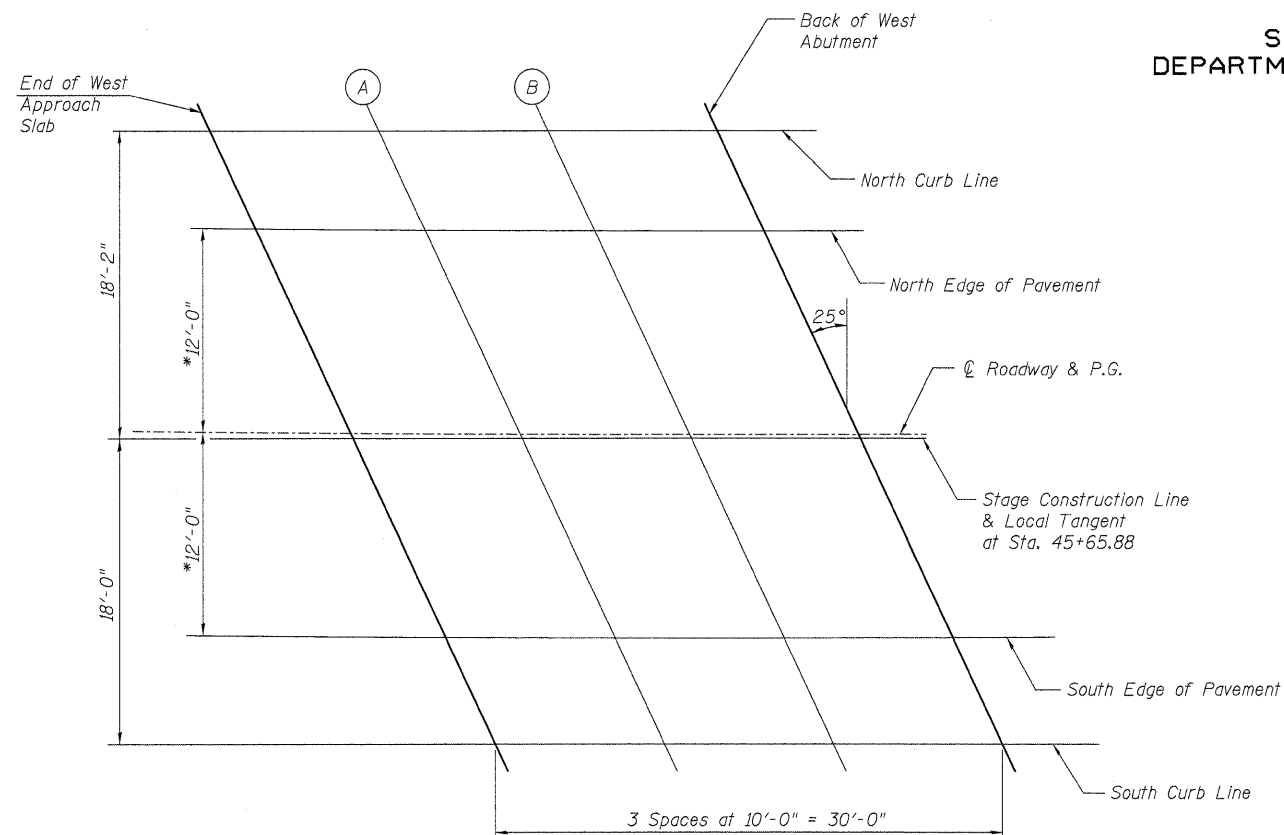 S
DEPARTM
Back of West
Abutment
End of West
Approach
Slab
A
B
North Curb Line
18'-2"
North Edge of Pavement
*12'-0"
25°
℄ Roadway & P.G.
Stage Construction Line
& Local Tangent
at Sta. 45+65.88
*12'-0"
18'-0"
South Edge of Pavement
South Curb Line
3 Spaces at 10'-0" = 30'-0"